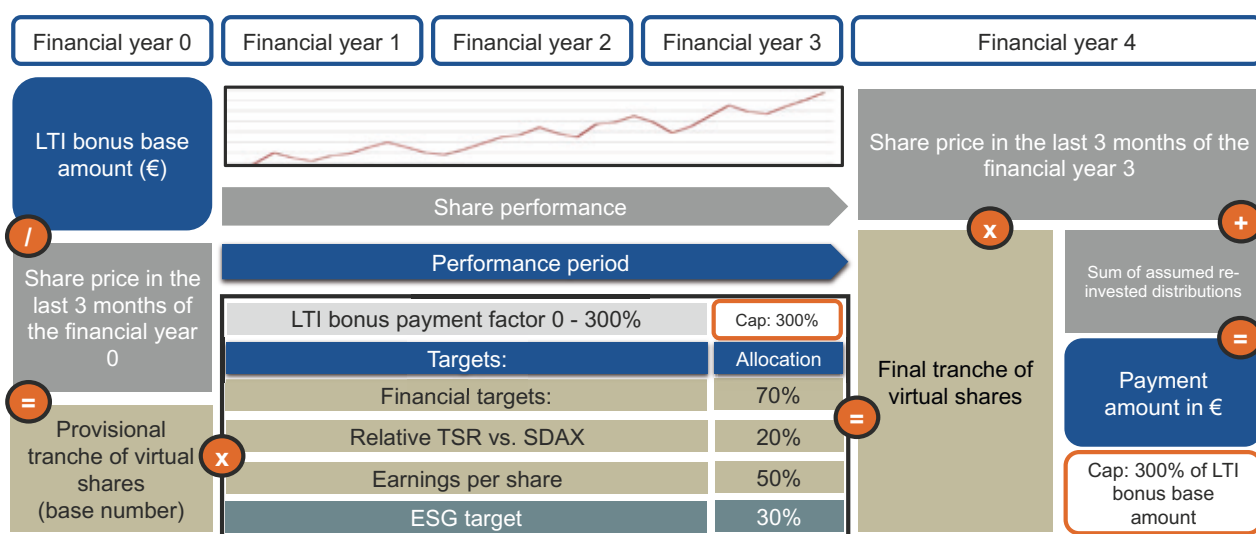 Financial year 0
Financial year 1
Financial year 2
Financial year 3
Financial year 4
LTI bonus base
amount (€)
/
Share price in the
last 3 months of
the financial year
0
=
Provisional
tranche of virtual
shares
(base number)
x
Share performance
Performance period
LTI bonus payment factor 0 - 300%
Cap: 300%
Targets:
Allocation
Financial targets:
70%
Relative TSR vs. SDAX
20%
Earnings per share
50%
ESG target
30%
=
Share price in the last 3 months of the
financial year 3
x
+
Final tranche of
virtual shares
Sum of assumed re-
invested distributions
=
Payment
amount in €
Cap: 300% of LTI
bonus base
amount